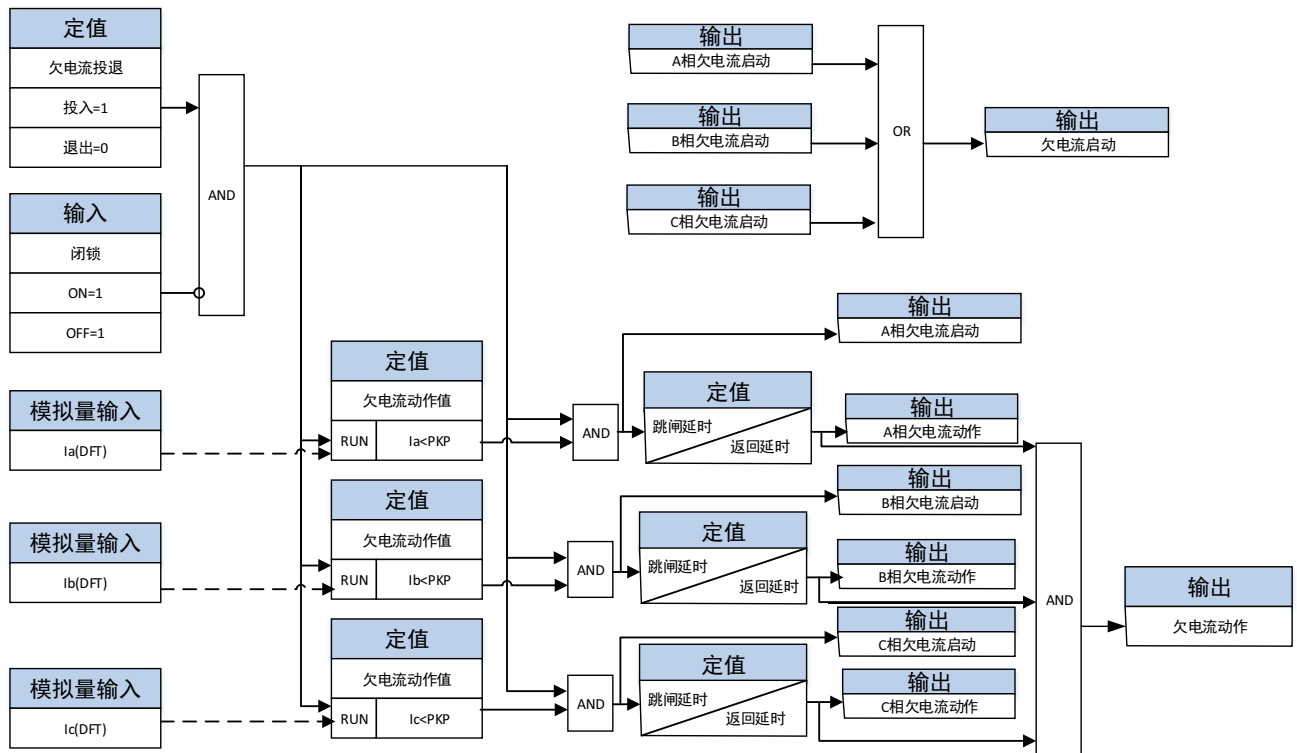 定值
欠电流投退
投入=1
退出=0
AND
输入
闭锁
ON=1
OFF=1
输出
A相欠电流启动
输出
B相欠电流启动
输出
C相欠电流启动
OR
输出
欠电流启动
模拟量输入
Ia(DFT)
定值
欠电流动作值
RUN
Ia<PKP
AND
输出
A相欠电流启动
定值
跳闸延时
返回延时
输出
A相欠电流动作
模拟量输入
Ib(DFT)
定值
欠电流动作值
RUN
Ib<PKP
AND
输出
B相欠电流启动
定值
跳闸延时
返回延时
输出
B相欠电流动作
模拟量输入
Ic(DFT)
定值
欠电流动作值
RUN
Ic<PKP
AND
输出
C相欠电流启动
定值
跳闸延时
返回延时
输出
C相欠电流动作
AND
输出
欠电流动作